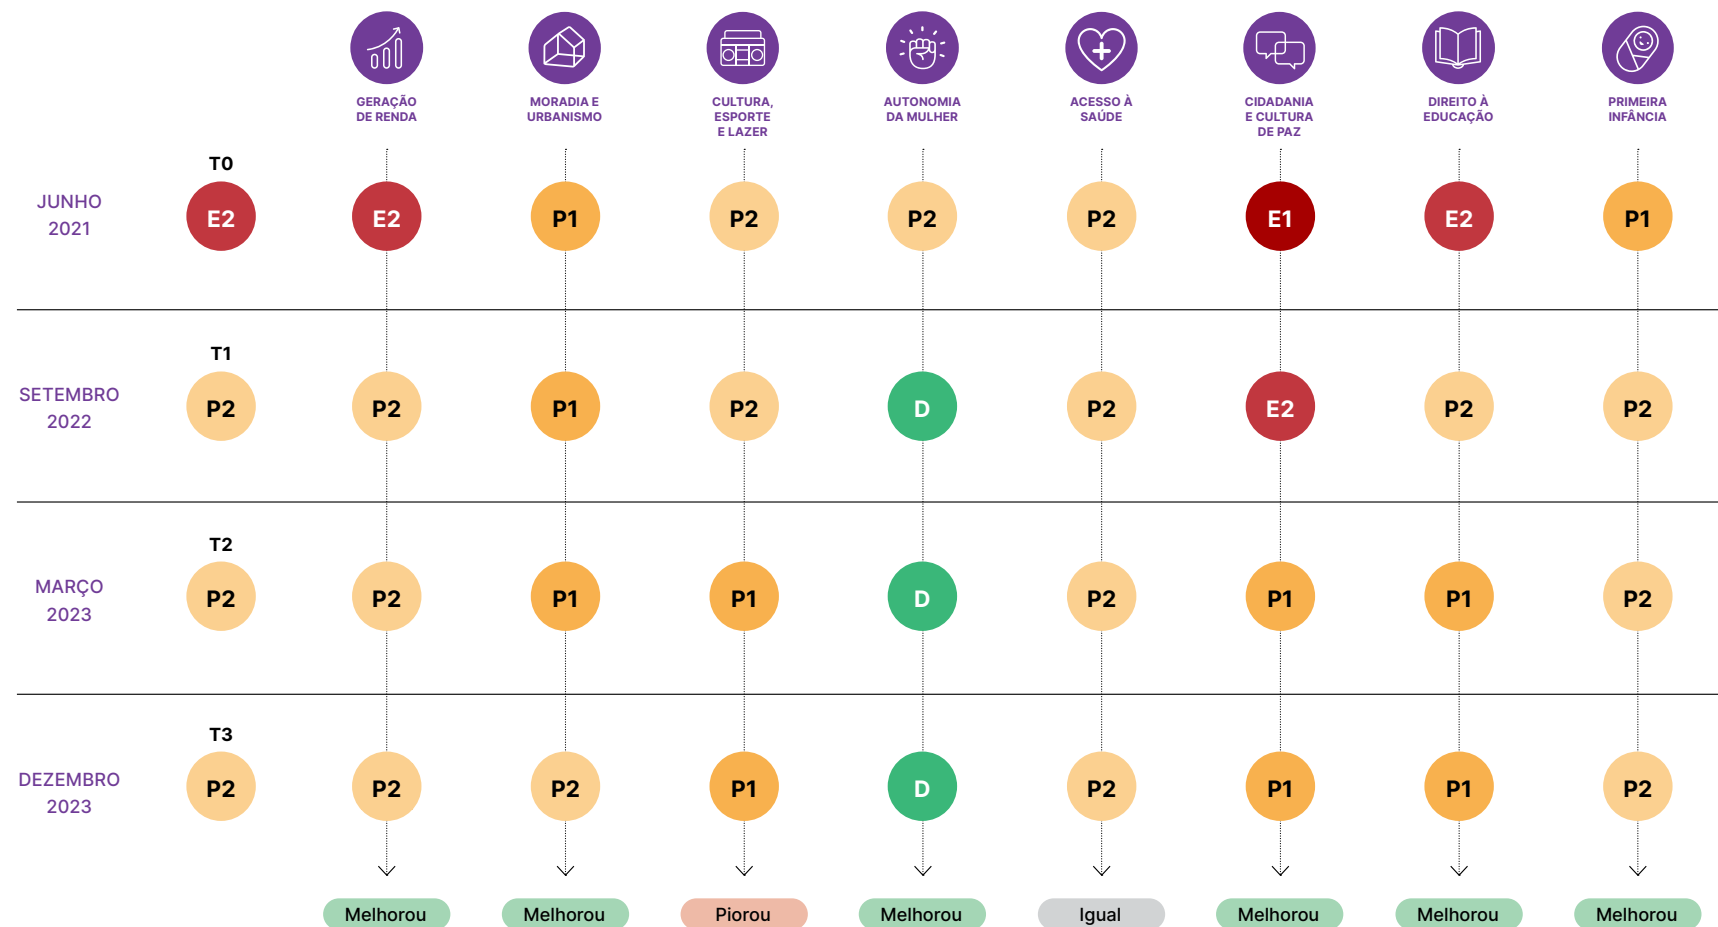 GERAÇÃO
DE RENDA
MORADIA E
URBANISMO
CULTURA,
ESPORTE
E LAZER
AUTONOMIA
DA MULHER
ACESSO À
SAÚDE
CIDADANIA
E CULTURA
DE PAZ
DIREITO À
EDUCAÇÃO
PRIMEIRA
INFÂNCIA
JUNHO
2021
T0
E2 E2 P1 P2 P2 P2 E1 E2 P1
SETEMBRO
2022
T1
P2 P2 P1 P2 D P2 E2 P2 P2
MARÇO
2023
T2
P2 P2 P1 P1 D P2 P1 P1 P2
DEZEMBRO
2023
T3
P2 P2 P2 P1 D P2 P1 P1 P2
Melhorou Melhorou Piorou Melhorou Igual Melhorou Melhorou Melhorou